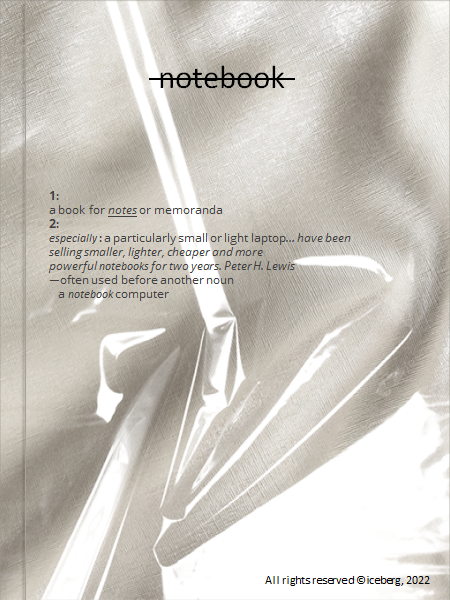 notebook
1:
a book for notes or memoranda
2:
especially : a particularly small or light laptop... have been
selling smaller, lighter, cheaper and more
powerful notebooks for two years. Peter H. Lewis
—often used before another noun
a notebook computer
All rights reserved ©iceberg, 2022